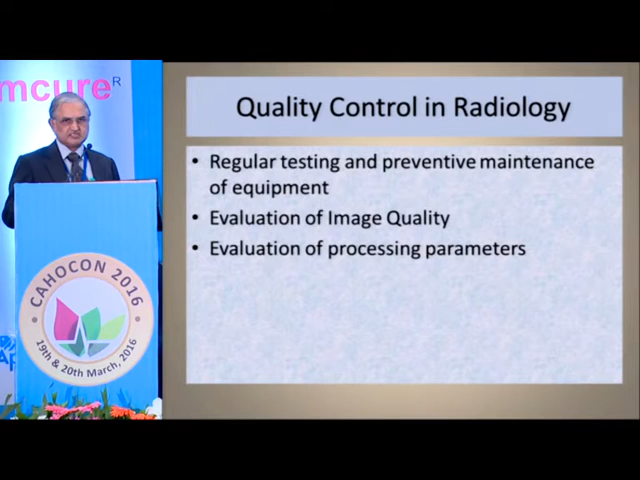 mcure R
Quality Control in Radiology
• Regular testing and preventive maintenance
of equipment
• Evaluation of Image Quality
• Evaluation of processing parameters
CAHOCON 2016
19th & 20th March, 2016